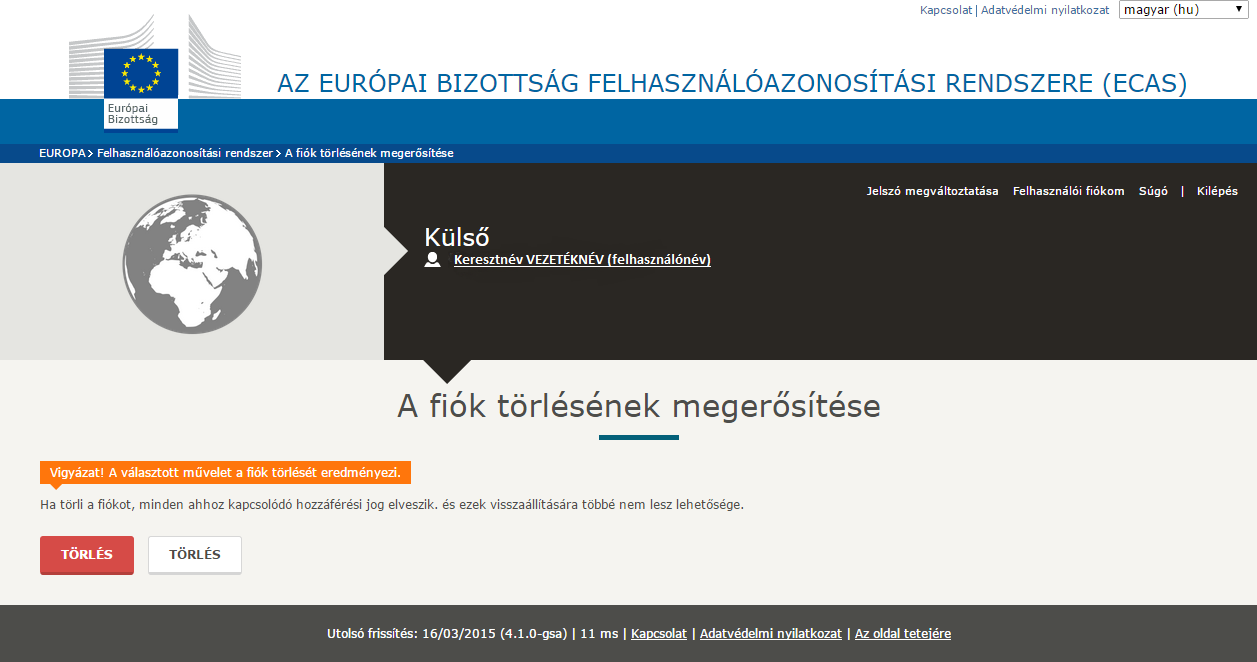 Kapcsolat | Adatvédelmi nyilatkozat magyar (hu)
AZ EURÓPAI BIZOTTSÁG FELHASZNÁLÓAZONOSÍTÁSI RENDSZERE (ECAS)
Európai
Bizottság
EUROPA > Felhasználóazonosítási rendszer > A fiók törlésének megerősítése
Jelszó megváltoztatása Felhasználói fiókom Súgó | Kilépés
Külső
Keresztnév VEZETÉKNÉV (felhasználónév)
A fiók törlésének megerősítése
Vigyázat! A választott művelet a fiók törlését eredményezi.
Ha törli a fiókot, minden ahhoz kapcsolódó hozzáférési jog elveszik. és ezek visszaállítására többé nem lesz lehetősége.
TÖRLÉS TÖRLÉS
Utolsó frissítés: 16/03/2015 (4.1.0-gsa) | 11 ms | Kapcsolat | Adatvédelmi nyilatkozat | Az oldal tetejére